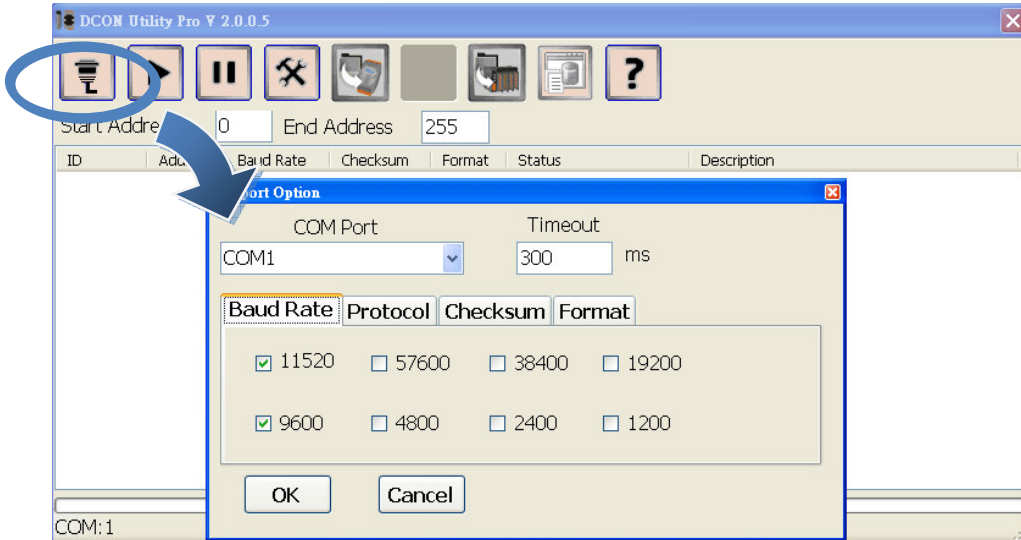 DCON Utility Pro V 2.0.0.5
?
Start Addre 0 End Address 255
ID Baud Rate Checksum Format Status Description
port Option
COM Port Timeout
COM1 300 ms
Baud Rate Protocol Checksum Format
11520 57600 38400 19200
9600 4800 2400 1200
OK Cancel
COM:1